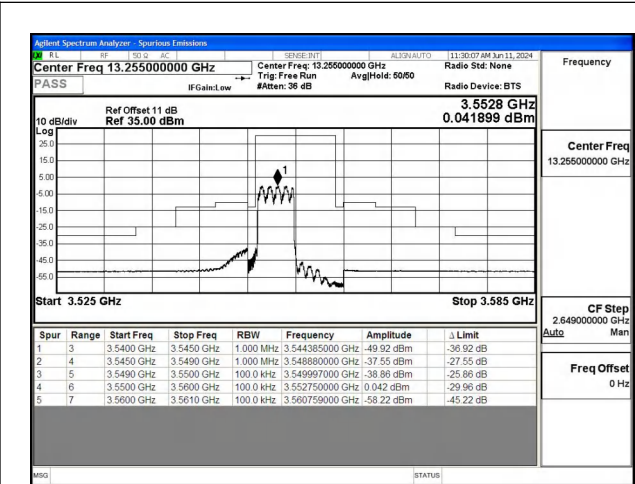 Agilent Spectrum Analyzer - Spurious Emissions
RL RF 50 Ω AC SENSE:INT ALIGN AUTO 11:30:07 AM Jun 11, 2024
Center Freq 13.255000000 GHz Center Freq: 13.255000000 GHz Radio Std: None
Trig: Free Run Avg|Hold: 50/50
PASS IFGain:Low #Atten: 36 dB Radio Device: BTS
Frequency
Ref Offset 11 dB 3.5528 GHz
10 dB/div Ref 35.00 dBm 0.041899 dBm
Log
25.0
15.0
5.00
1
-5.00
-15.0
-25.0
-35.0
-45.0
-55.0
Start 3.525 GHz Stop 3.585 GHz
Center Freq
13.255000000 GHz
CF Step
2.649000000 GHz
Auto Man
Freq Offset
0 Hz
Spur Range Start Freq Stop Freq RBW Frequency Amplitude Δ Limit
1 3 3.5400 GHz 3.5450 GHz 1.000 MHz 3.544385000 GHz -49.92 dBm -36.92 dB
2 4 3.5450 GHz 3.5490 GHz 1.000 MHz 3.548880000 GHz -37.55 dBm -27.55 dB
3 5 3.5490 GHz 3.5500 GHz 100.0 kHz 3.549997000 GHz -38.86 dBm -25.86 dB
4 6 3.5500 GHz 3.5600 GHz 100.0 kHz 3.552750000 GHz 0.042 dBm -29.96 dB
5 7 3.5600 GHz 3.5610 GHz 100.0 kHz 3.560759000 GHz -58.22 dBm -45.22 dB
MSG STATUS